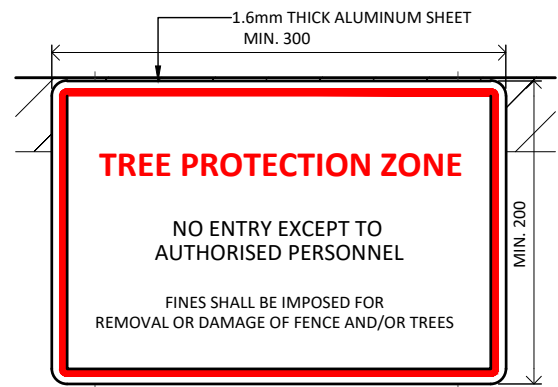 1.6mm THICK ALUMINUM SHEET
MIN. 300
TREE PROTECTION ZONE
NO ENTRY EXCEPT TO
AUTHORISED PERSONNEL
MIN. 200
FINES SHALL BE IMPOSED FOR
REMOVAL OR DAMAGE OF FENCE AND/OR TREES